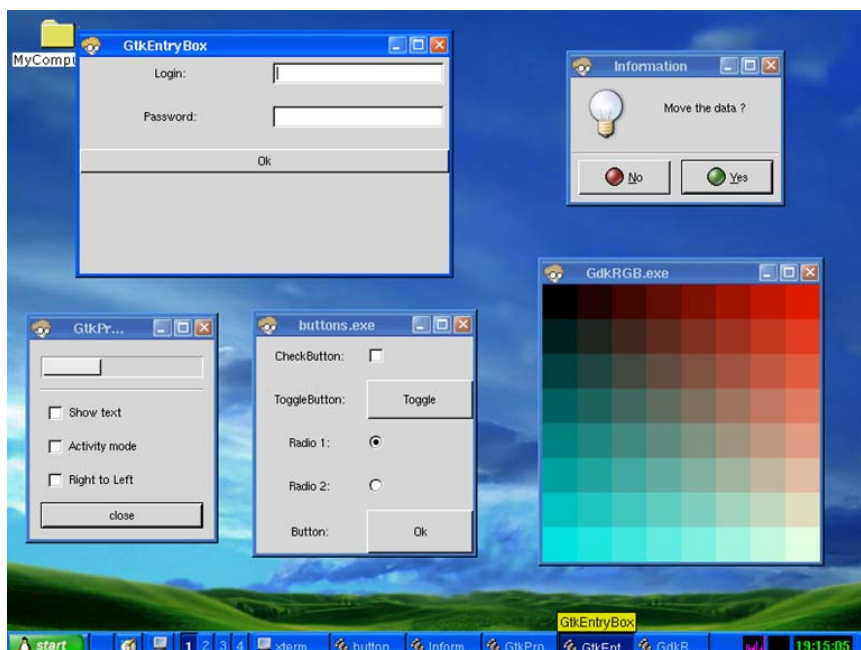 MyCompu
GtkEntryBox
Login:
Password:
Ok
Information
Move the data ?
No
Yes
GtkPr...
Show text
Activity mode
Right to Left
close
buttons.exe
CheckButton:
ToggleButton:
Toggle
Radio 1:
Radio 2:
Button:
Ok
GdkRGB.exe
GtkEntryBox
start
1 2 3 4
xterm
button
Inform
GtkPro
GtkEnt
GdkR
19:15:05